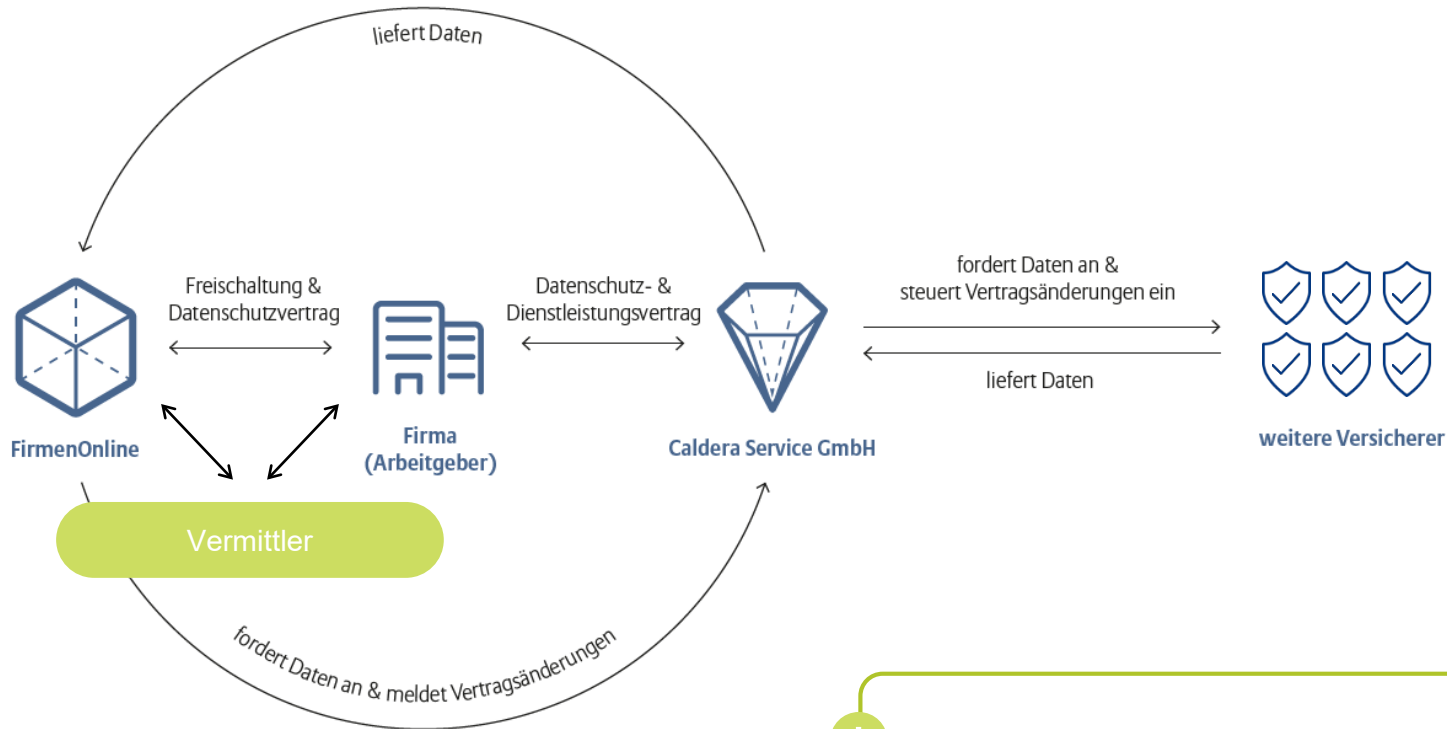 liefert Daten
Freischaltung &
Datenschutzvertrag
Datenschutz- &
Dienstleistungsvertrag
fordert Daten an &
steuert Vertragsänderungen ein
liefert Daten
FirmenOnline
Firma
(Arbeitgeber)
Caldera Service GmbH
weitere Versicherer
Vermittler
fordert Daten an & meldet Vertragsänderungen